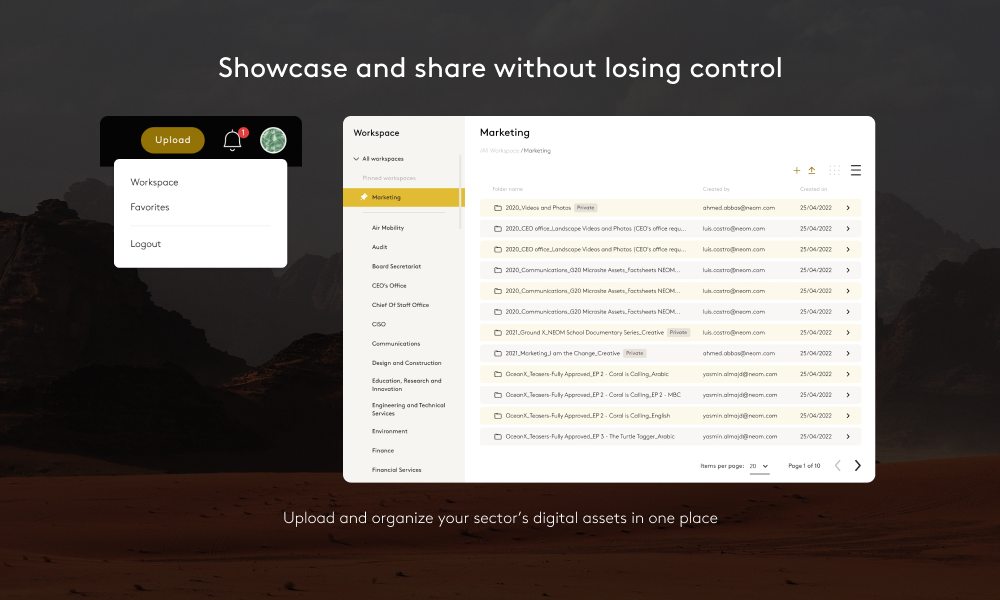 Showcase and share without losing control
Upload
1
Workspace
Favorites
Logout
Workspace
All workspaces
Pinned workspaces
Marketing
Air Mobility
Audit
Board Secretariat
CEO's Office
Chief Of Staff Office
CISO
Communications
Design and Construction
Education, Research and
Innovation
Engineering and Technical
Services
Environment
Finance
Financial Services
Marketing
/All Workspace /Marketing
Folder name Created by Created on
2020_Videos and Photos Private ahmed.abbas@neom.com 25/04/2022
2020_CEO office_Landscape Videos and Photos (CEO's office requ... luis.castro@neom.com 25/04/2022
2020_CEO office_Landscape Videos and Photos (CEO's office requ... luis.castro@neom.com 25/04/2022
2020_Communications_G20 Microsite Assets_Factsheets NEOM... luis.castro@neom.com 25/04/2022
2020_Communications_G20 Microsite Assets_Factsheets NEOM... luis.castro@neom.com 25/04/2022
2020_Communications_G20 Microsite Assets_Factsheets NEOM... luis.castro@neom.com 25/04/2022
2021_Ground X_NEOM School Documentary Series_Creative Private luis.castro@neom.com 25/04/2022
2021_Marketing_I am the Change_Creative Private ahmed.abbas@neom.com 25/04/2022
OceanX_Teasers-Fully Approved_EP 2 - Coral is Calling_Arabic yasmin.almajd@neom.com 25/04/2022
OceanX_Teasers-Fully Approved_EP 2 - Coral is Calling_EP 2 - MBC yasmin.almajd@neom.com 25/04/2022
OceanX_Teasers-Fully Approved_EP 2 - Coral is Calling_English yasmin.almajd@neom.com 25/04/2022
OceanX_Teasers-Fully Approved_EP 3 - The Turtle Tagger_Arabic yasmin.almajd@neom.com 25/04/2022
Items per page: 20 Page 1 of 10
Upload and organize your sector's digital assets in one place